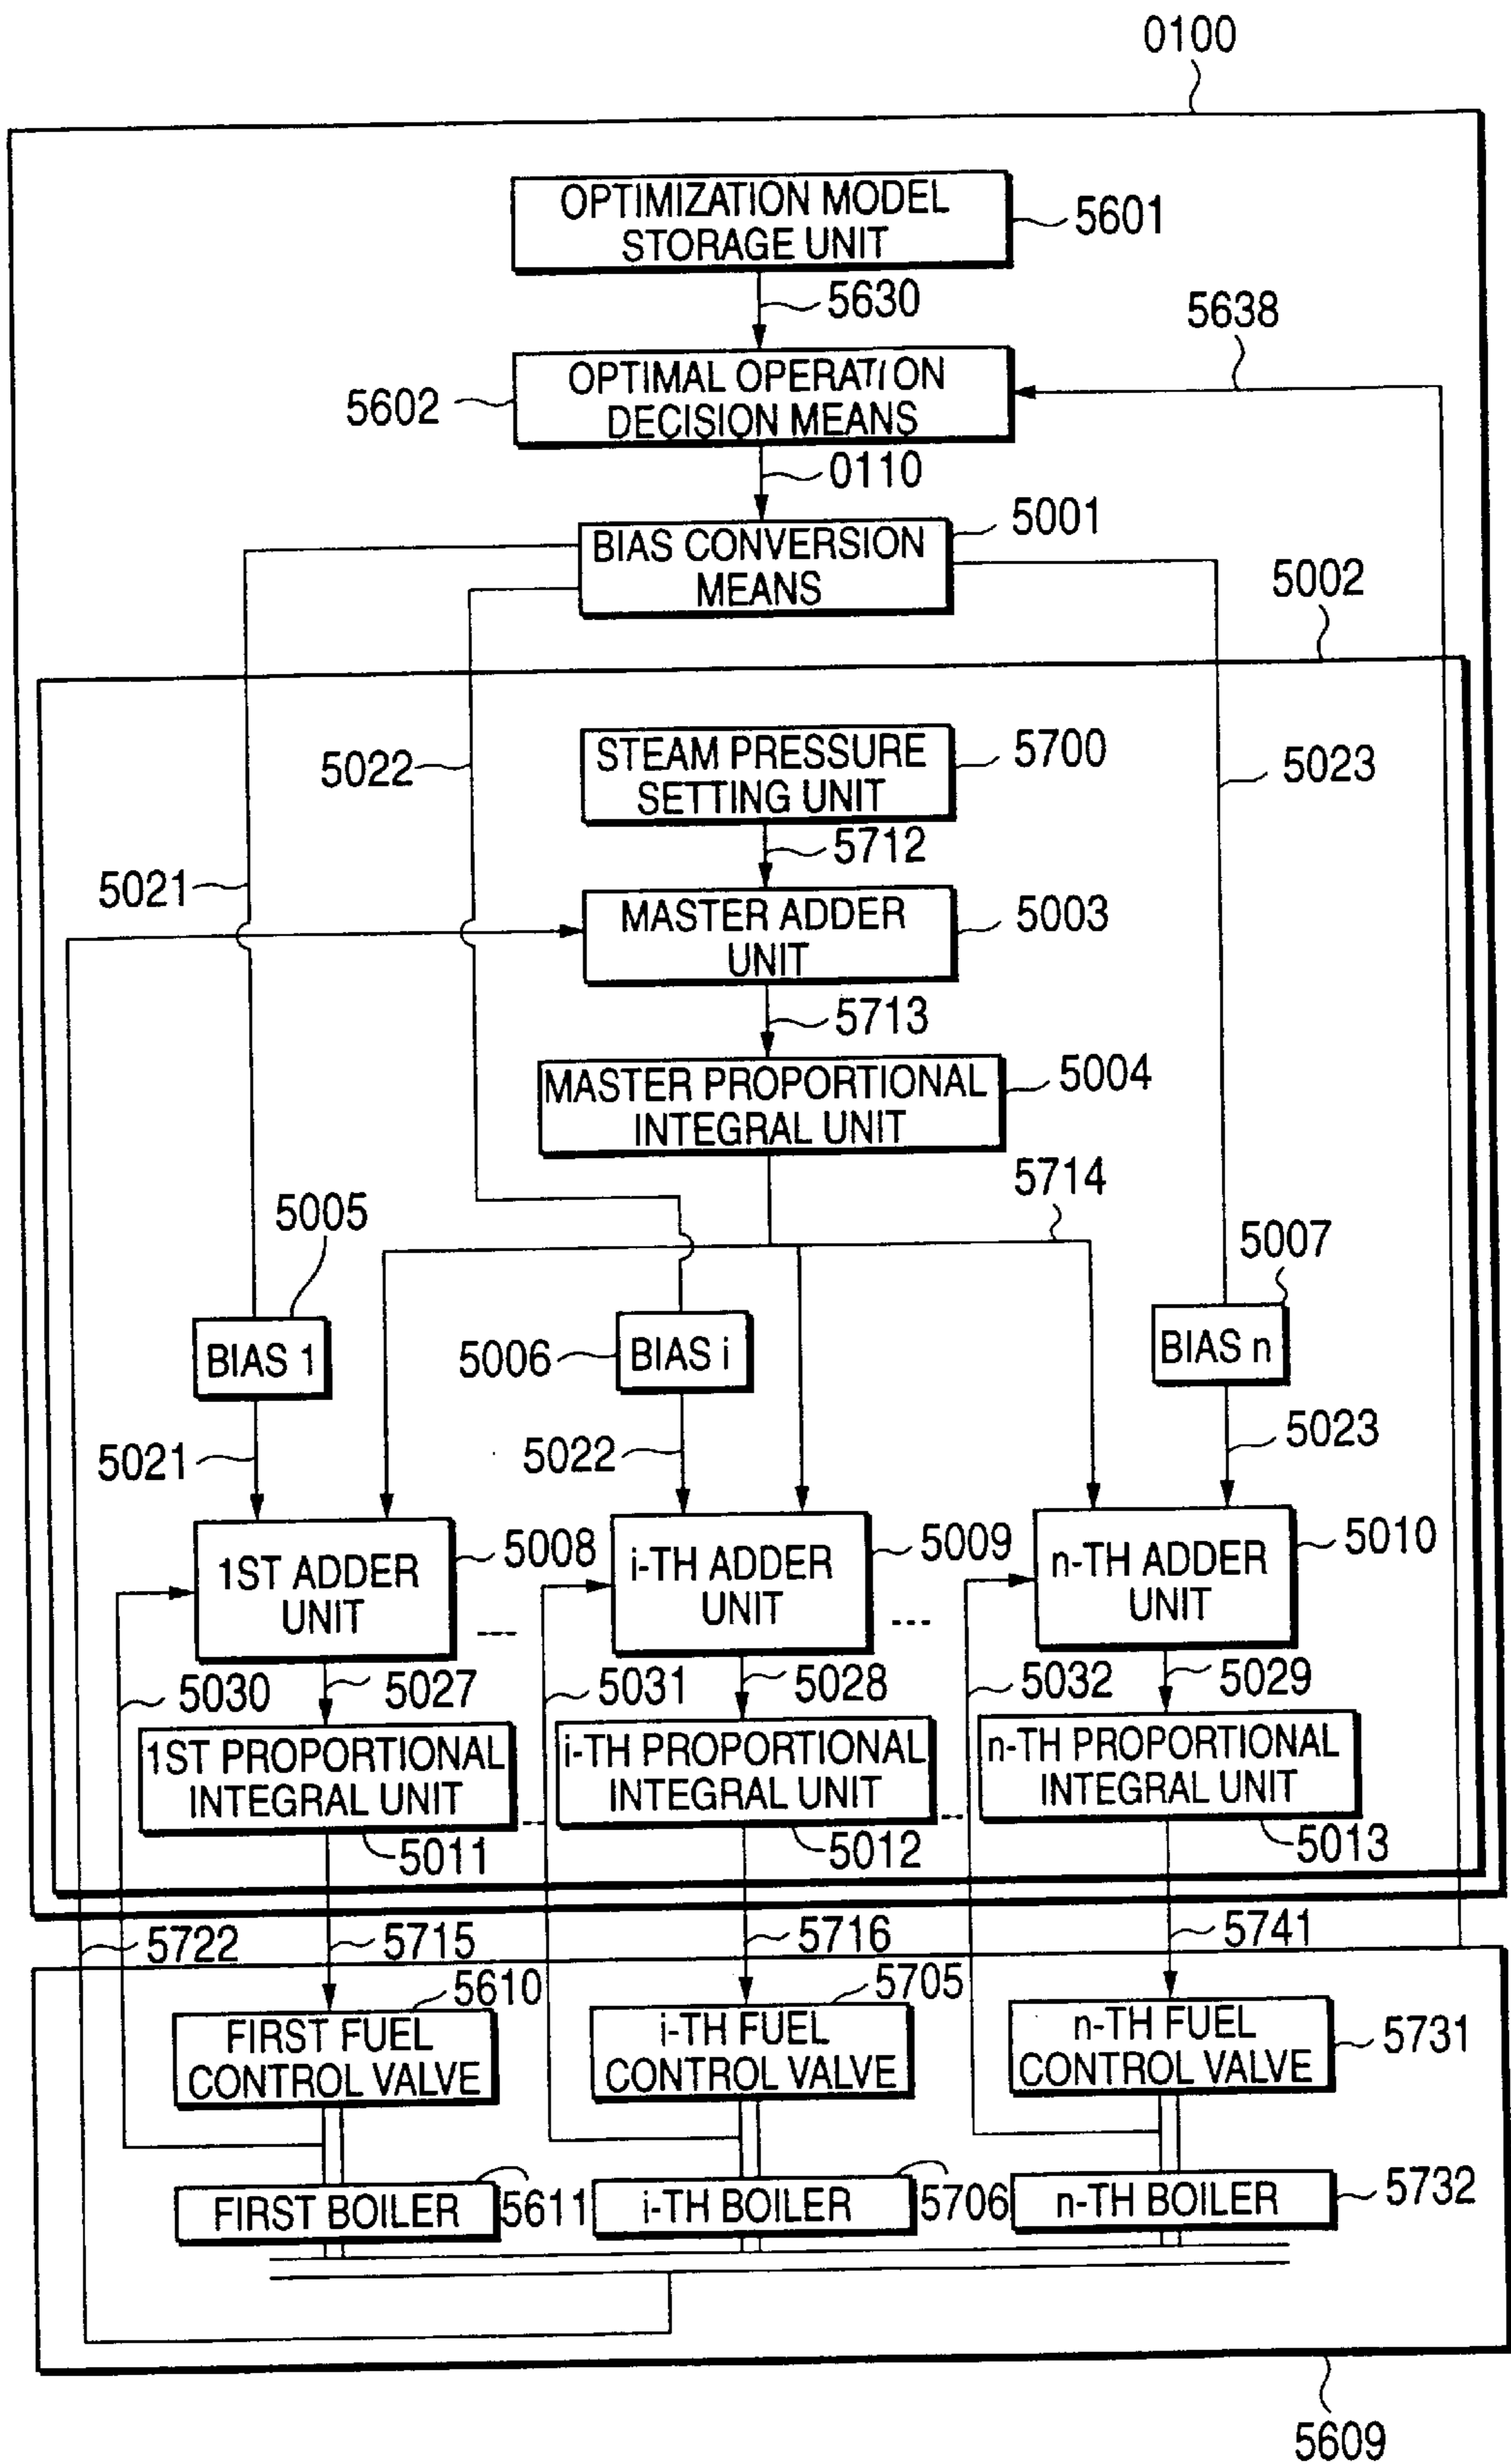 0100
OPTIMIZATION MODEL
STORAGE UNIT
5601
5630
5638
OPTIMAL OPERATION
DECISION MEANS
5602
0110
BIAS CONVERSION
MEANS
5001
5002
STEAM PRESSURE
SETTING UNIT
5700
5022
5023
5712
5021
MASTER ADDER
UNIT
5003
5713
MASTER PROPORTIONAL
INTEGRAL UNIT
5004
5714
5005
5007
BIAS 1
5006
BIAS i
BIAS n
5021
5022
5023
1ST ADDER
UNIT
5008
i-TH ADDER
UNIT
5009
n-TH ADDER
UNIT
5010
---
---
5030
5027
5031
5028
5032
5029
1ST PROPORTIONAL
INTEGRAL UNIT
i-TH PROPORTIONAL
INTEGRAL UNIT
n-TH PROPORTIONAL
INTEGRAL UNIT
--
--
5011
5012
5013
5722
5715
5716
5741
5610
5705
FIRST FUEL
CONTROL VALVE
i-TH FUEL
CONTROL VALVE
n-TH FUEL
CONTROL VALVE
5731
FIRST BOILER
5611
i-TH BOILER
5706
n-TH BOILER
5732
5609